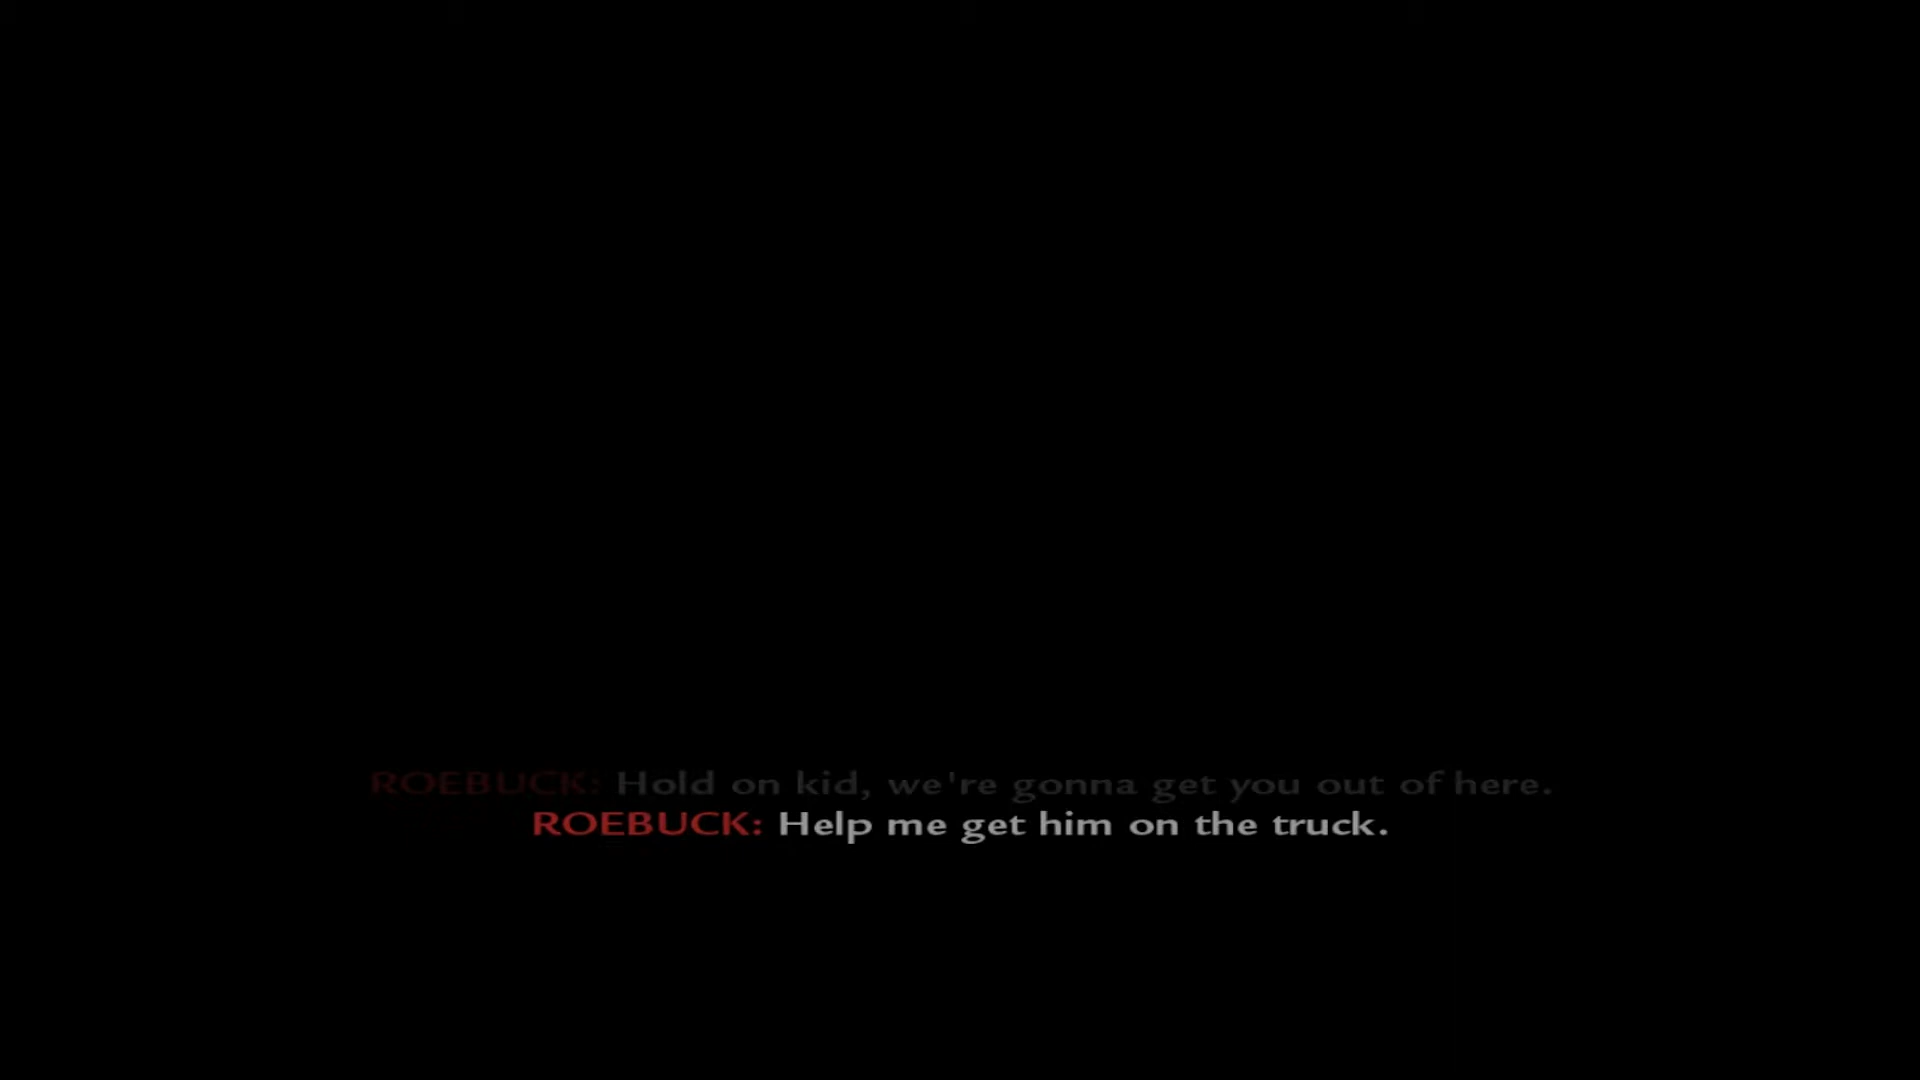 ROEBUCK: Hold on kid, we're gonna get you out of here.
ROEBUCK: Help me get him on the truck.